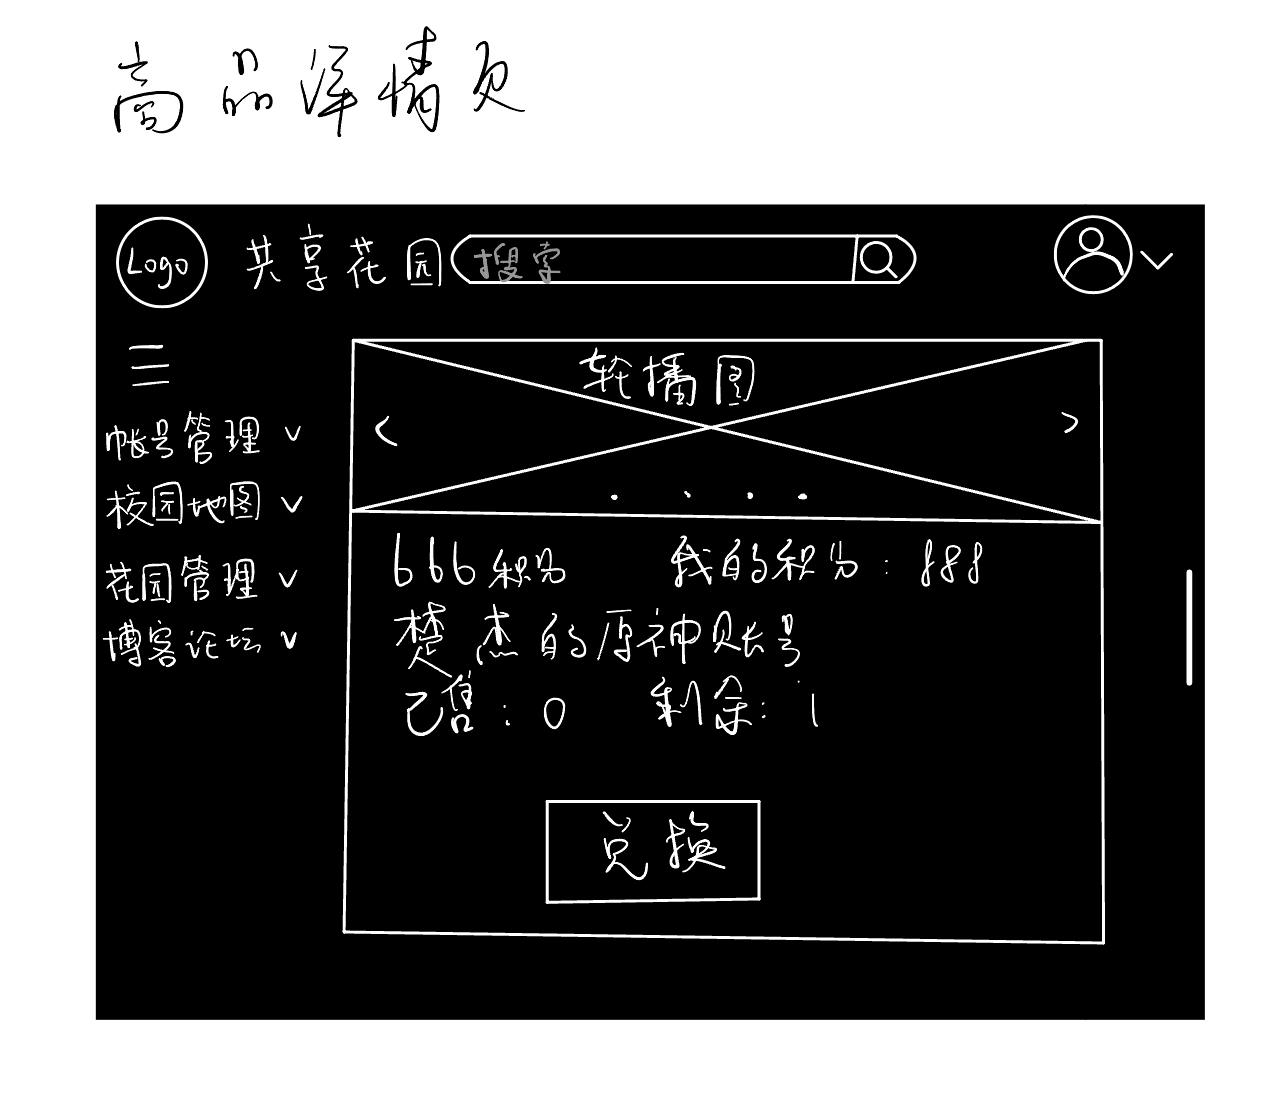 商品详情页
Logo 共享花园 搜索
轮播图
帐号管理
校园地图
花园管理
博客论坛
666积分 我的积分：888
楚杰的原神账号
已售：0 剩余：1
兑换